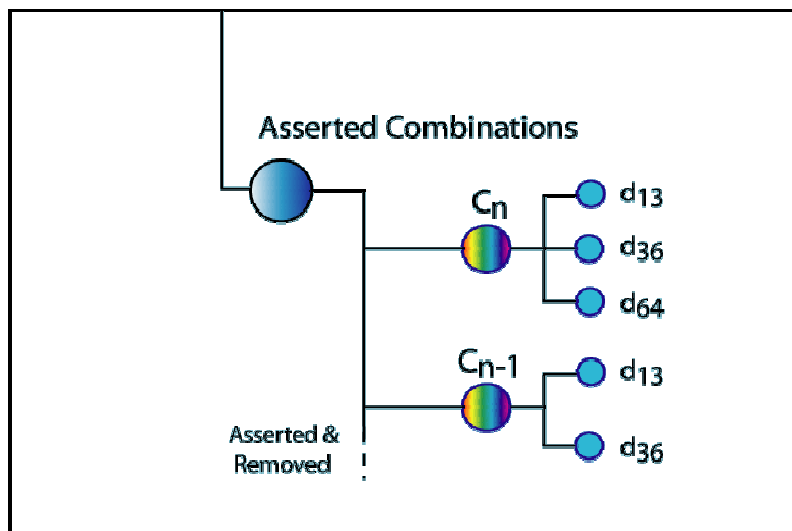 Asserted Combinations
Cn
d13
d36
d64
Cn-1
d13
d36
Asserted &
Removed